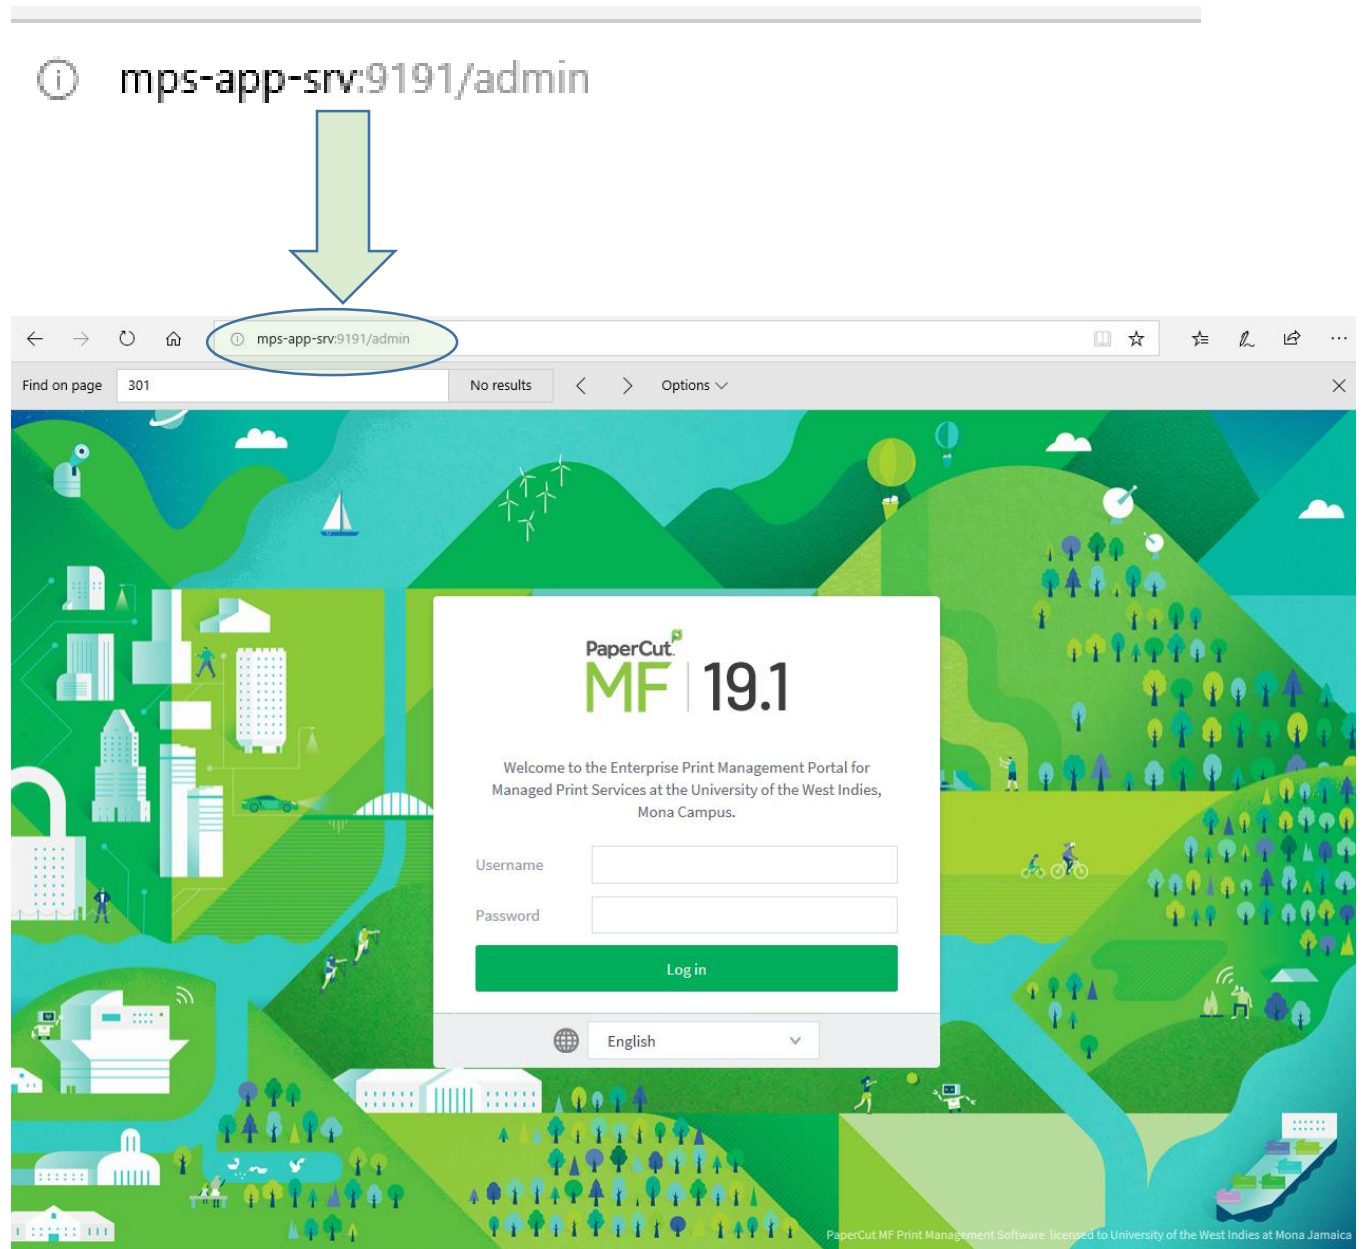 mps-app-srv:9191/admin
mps-app-srv:9191/admin
Find on page 301 No results Options
PaperCut
MF 19.1
Welcome to the Enterprise Print Management Portal for
Managed Print Services at the University of the West Indies,
Mona Campus.
Username
Password
Log in
English
PaperCut MF Print Management Software licensed to University of the West Indies at Mona Jamaica